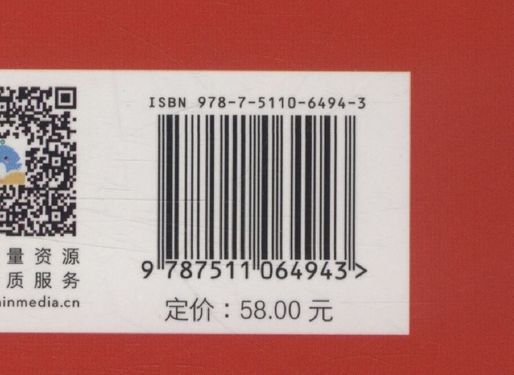 ISBN 978-7-5110-6494-3
9 787511 064943 >
定价：58.00 元
量资源
质服务
inmedia.cn